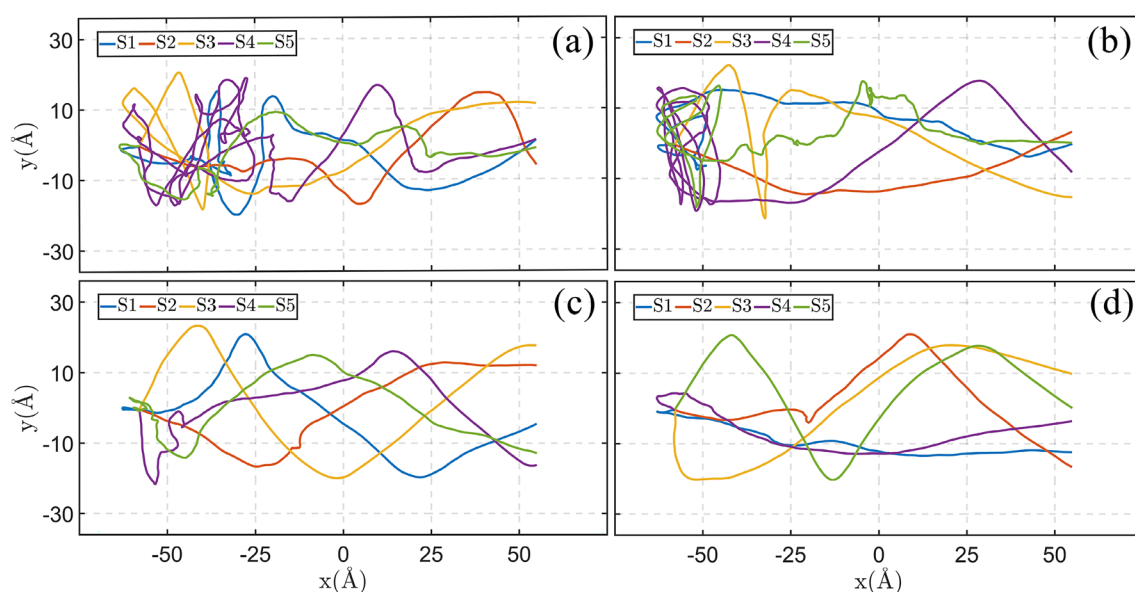 S1 S2 S3 S4 S5 (a)
S1 S2 S3 S4 S5 (b)
30
10
-10
-30
y(Å)
S1 S2 S3 S4 S5 (c)
S1 S2 S3 S4 S5 (d)
30
10
-10
-30
y(Å)
-50 -25 0 25 50
x(Å)
-50 -25 0 25 50
x(Å)